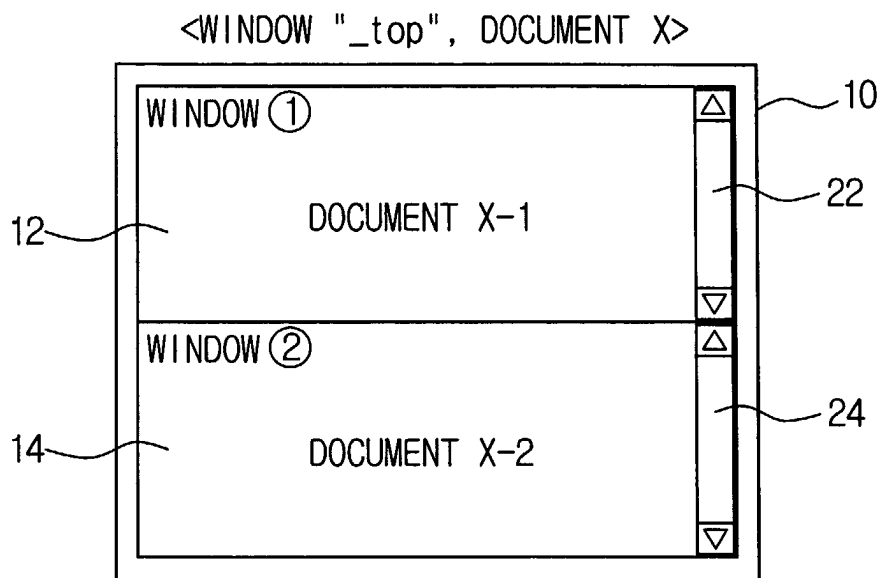 <WINDOW "_top", DOCUMENT X>
10
WINDOW ①
22
12
DOCUMENT X-1
WINDOW ②
24
14
DOCUMENT X-2